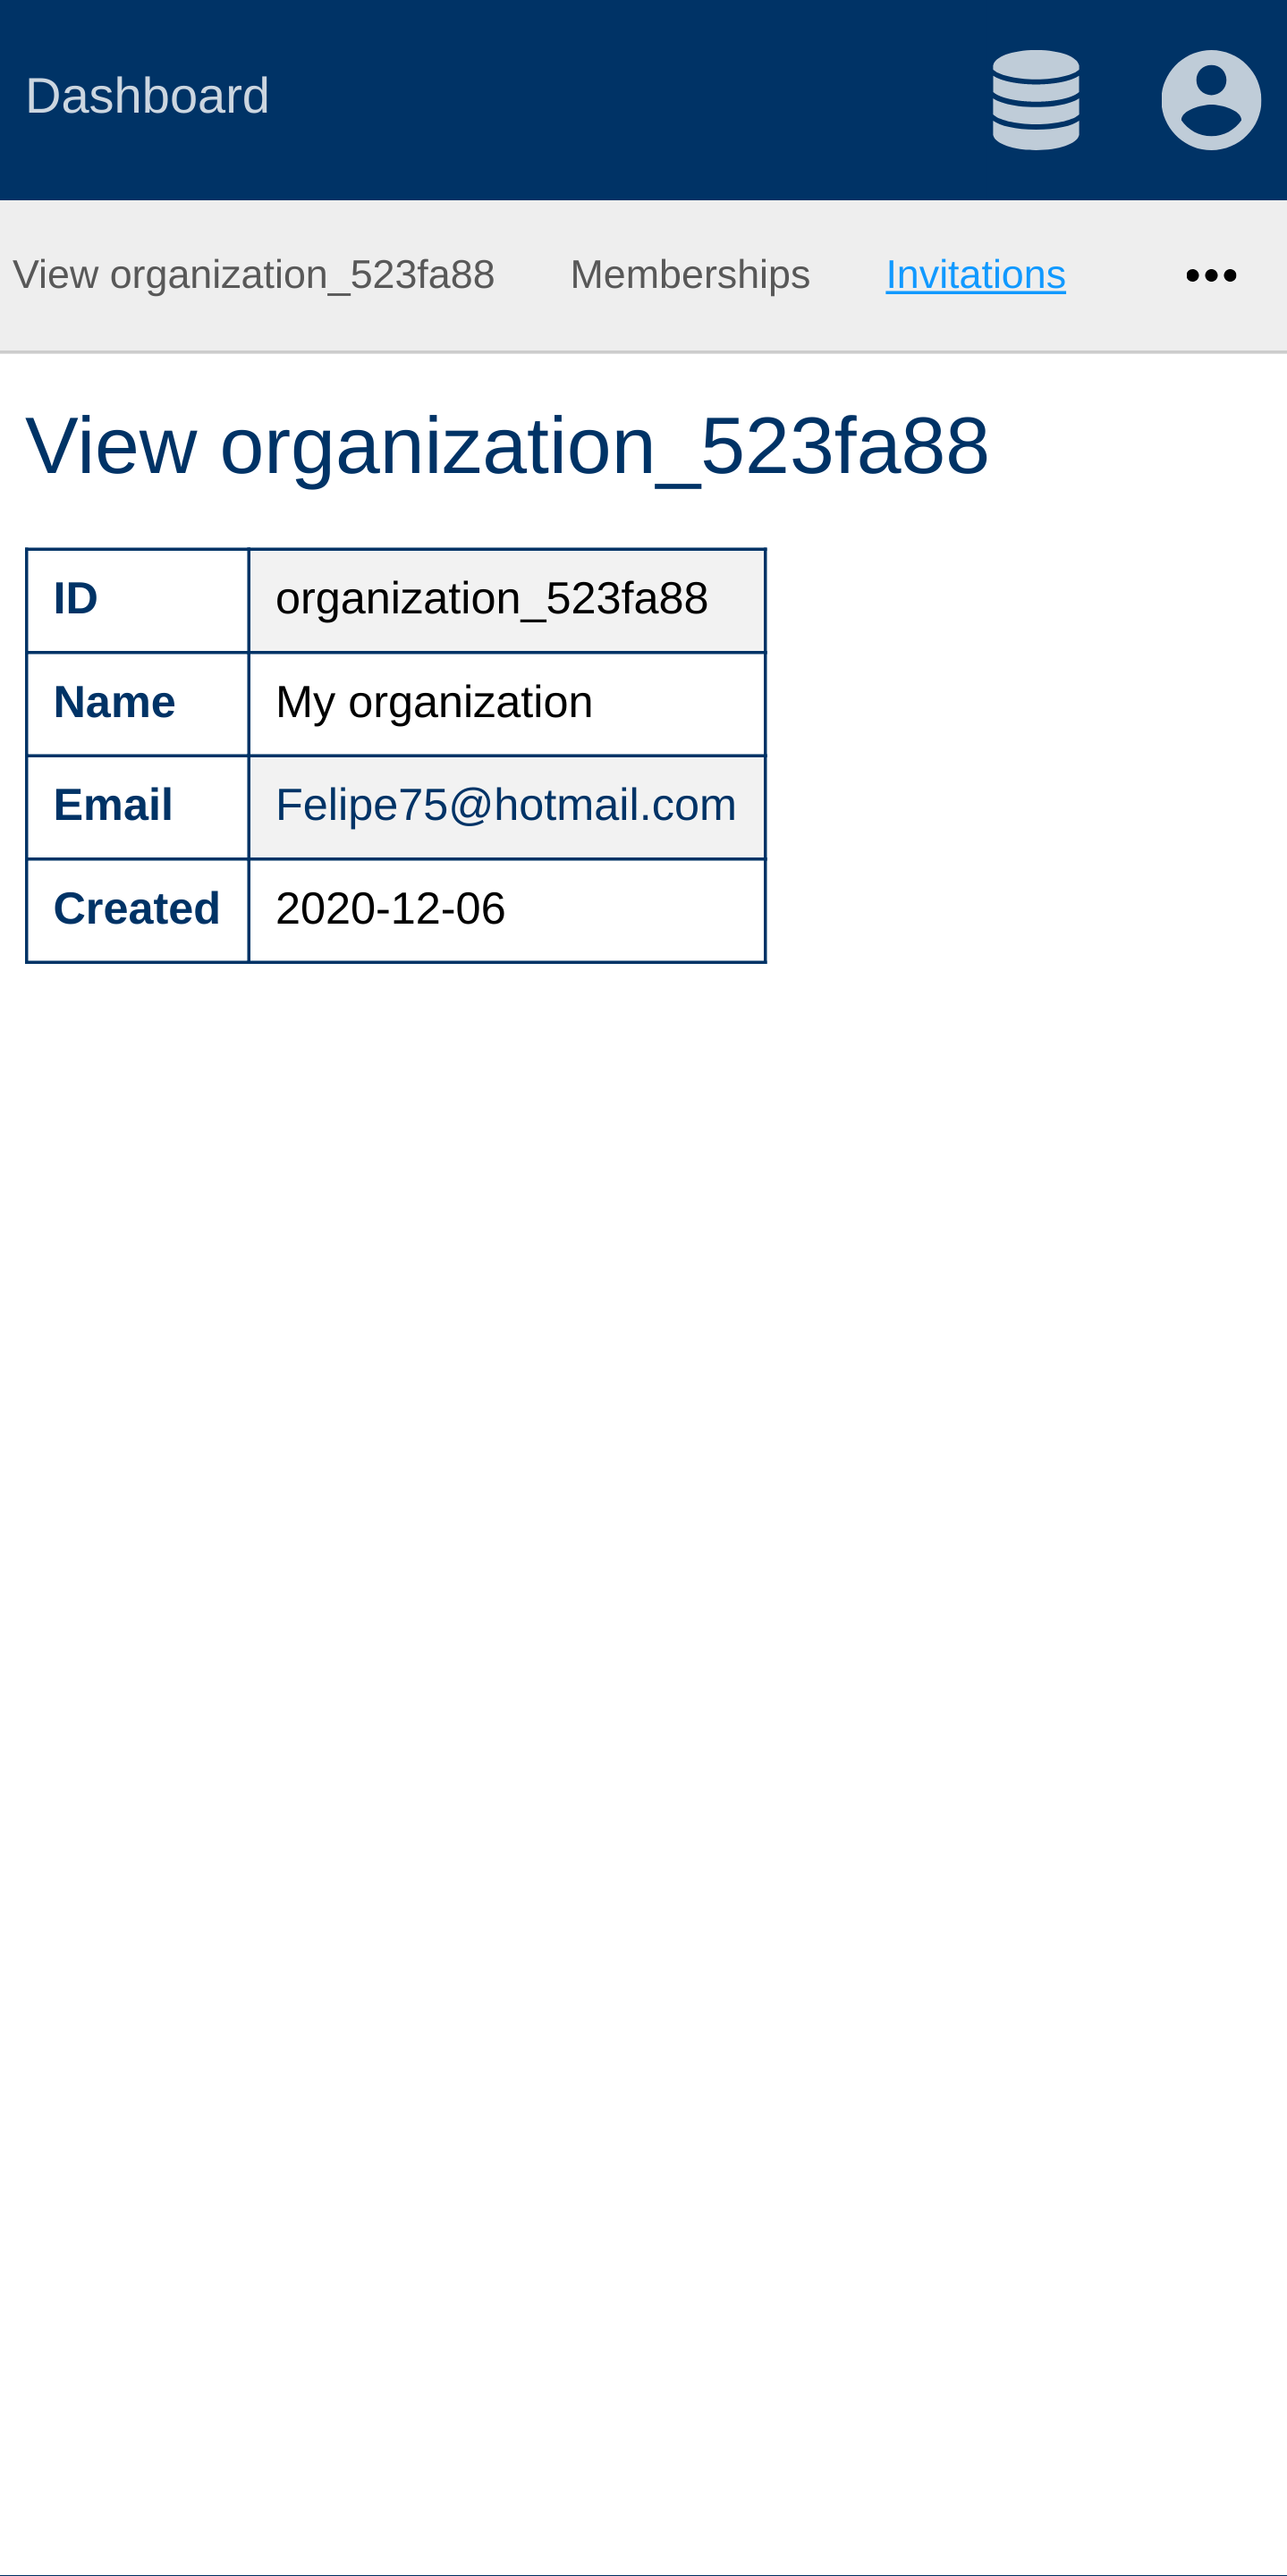 Dashboard
View organization_523fa88 Memberships Invitations
View organization_523fa88
ID organization_523fa88
Name My organization
Email Felipe75@hotmail.com
Created 2020-12-06